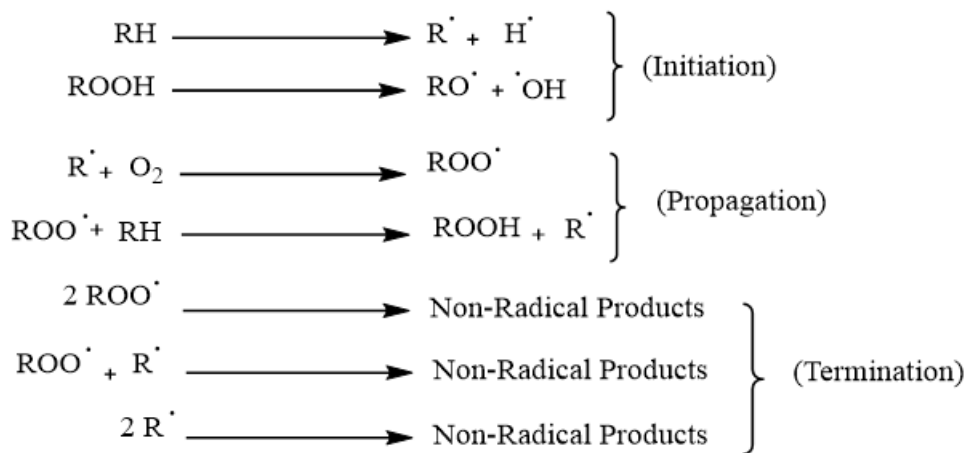 RH R˙ + H˙
(Initiation)
ROOH RO˙ + ˙OH
R˙ + O₂ ROO˙
(Propagation)
ROO˙ + RH ROOH + R˙
2 ROO˙ Non-Radical Products
ROO˙ + R˙ Non-Radical Products
(Termination)
2 R˙ Non-Radical Products